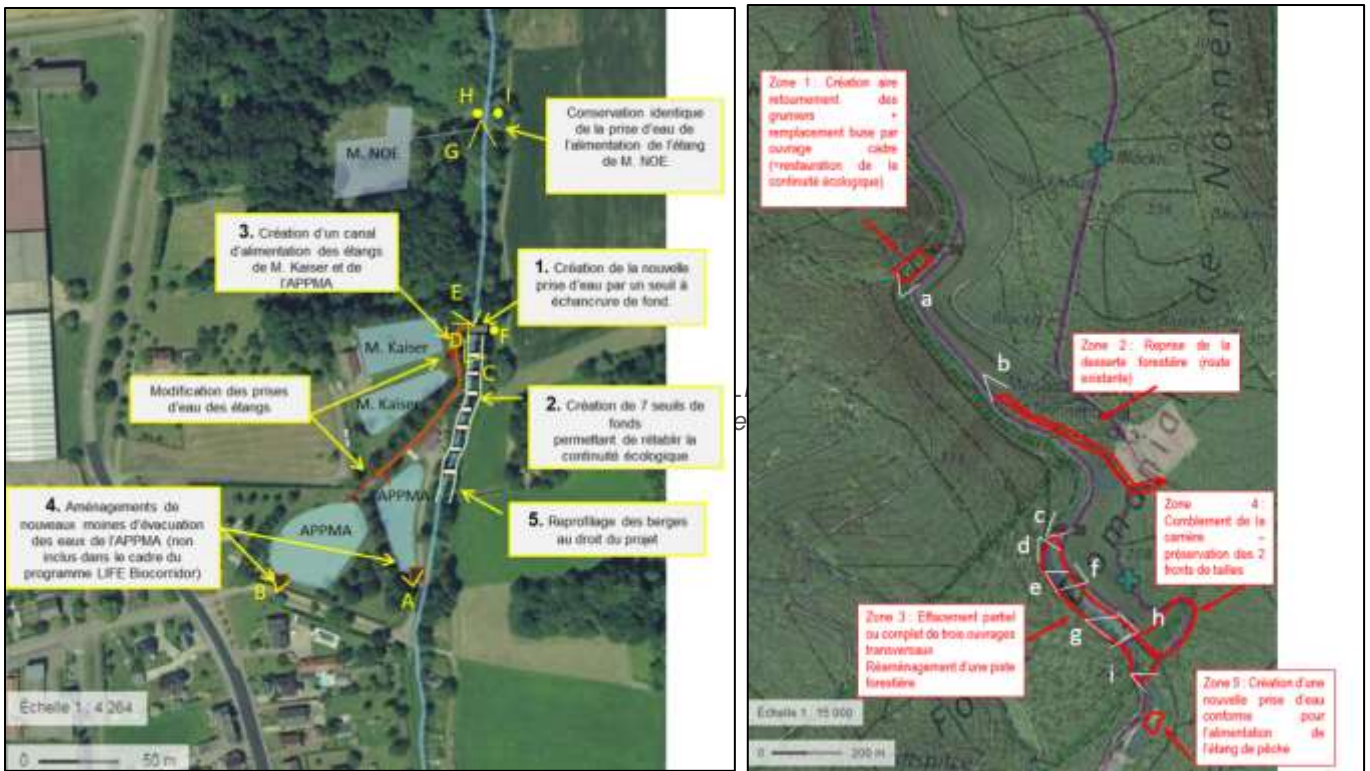 H
I
Conservation identique
de la prise d'eau de
l'alimentation de l'étang
de M. NOE
M. NOE
G
3. Création d'un canal
d'alimentation des étangs
de M. Kaiser et de
l'APPMA
1. Création de la nouvelle
prise d'eau par un seuil à
échancrure de fond
E
F
D
M. Kaiser
C
Modification des prises
d'eau des étangs
M. Kaiser
2. Création de 7 seuils de
fonds
permettant de rétablir la
continuité écologique
4. Aménagements de
nouveaux moines d'évacuation
des eaux de l'APPMA (non
inclus dans le cadre du
programme LIFE Biocorridor)
APPMA
APPMA
5. Reprofilage des berges
au droit du projet
B
A
Échelle 1 : 4 264
0 50 m
e
Zone 1 : Création aire
retournement des
grumiers +
remplacement buse par
ouvrage cadre
(=restauration de la
continuité écologique)
a
b
Zone 2 : Reprise de la
desserte forestière (route
existante)
c
d
e
f
g
h
i
Zone 4 :
Comblement de la
carrière –
préservation des 2
fronts de tailles
Zone 3 : Effacement partiel
ou complet de trois ouvrages
transversaux
Réaménagement d'une piste
forestière
Zone 5 : Création d'une
nouvelle prise d'eau
conforme pour
l'alimentation de
l'étang de pêche
Échelle 1 : 15 000
0 200 m